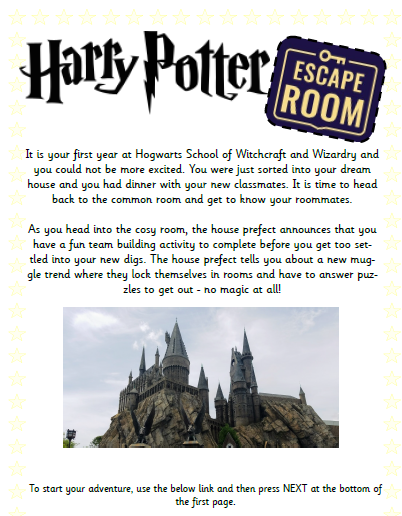 Harry Potter
ESCAPE
ROOM
It is your first year at Hogwarts School of Witchcraft and Wizardry and
you could not be more excited. You were just sorted into your dream
house and you had dinner with your new classmates. It is time to head
back to the common room and get to know your roommates.
As you head into the cosy room, the house prefect announces that you
have a fun team building activity to complete before you get too set-
tled into your new digs. The house prefect tells you about a new mug-
gle trend where they lock themselves in rooms and have to answer puz-
zles to get out - no magic at all!
To start your adventure, use the below link and then press NEXT at the bottom of
the first page.